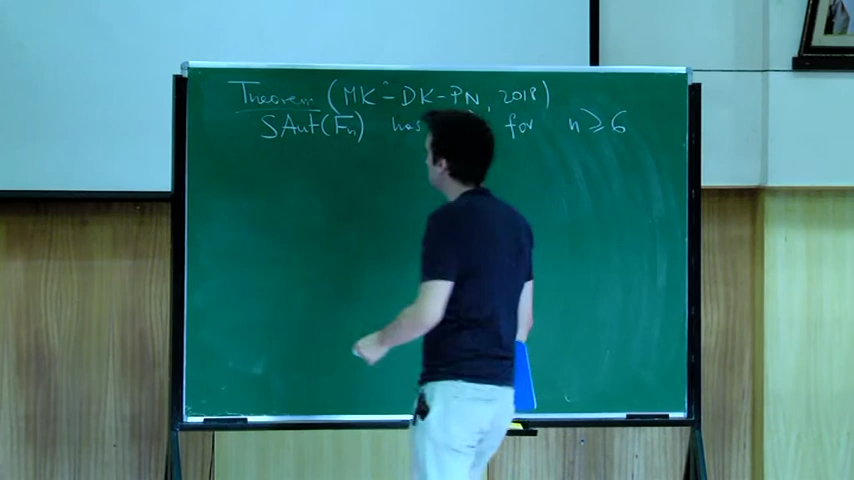 Theorem (MK-DK-PN, 2018)
SAut(Fn) has for n ≥ 6